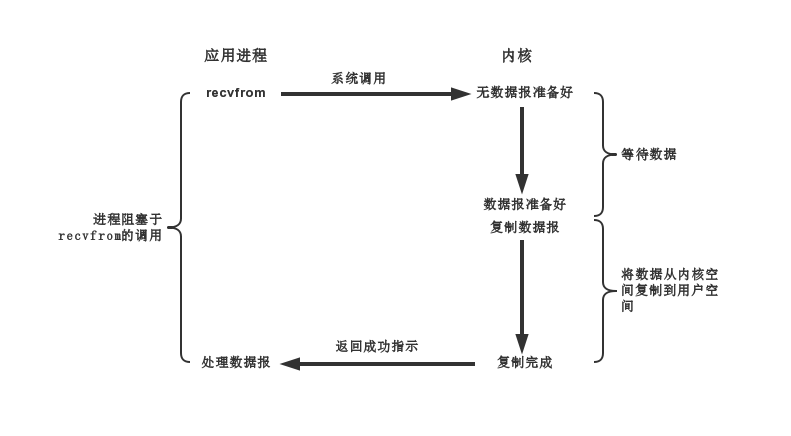 应用进程
内核
系统调用
recvfrom
无数据报准备好
等待数据
数据报准备好
进程阻塞于
recvfrom的调用
复制数据报
将数据从内核空
间复制到用户空
间
返回成功指示
处理数据报
复制完成